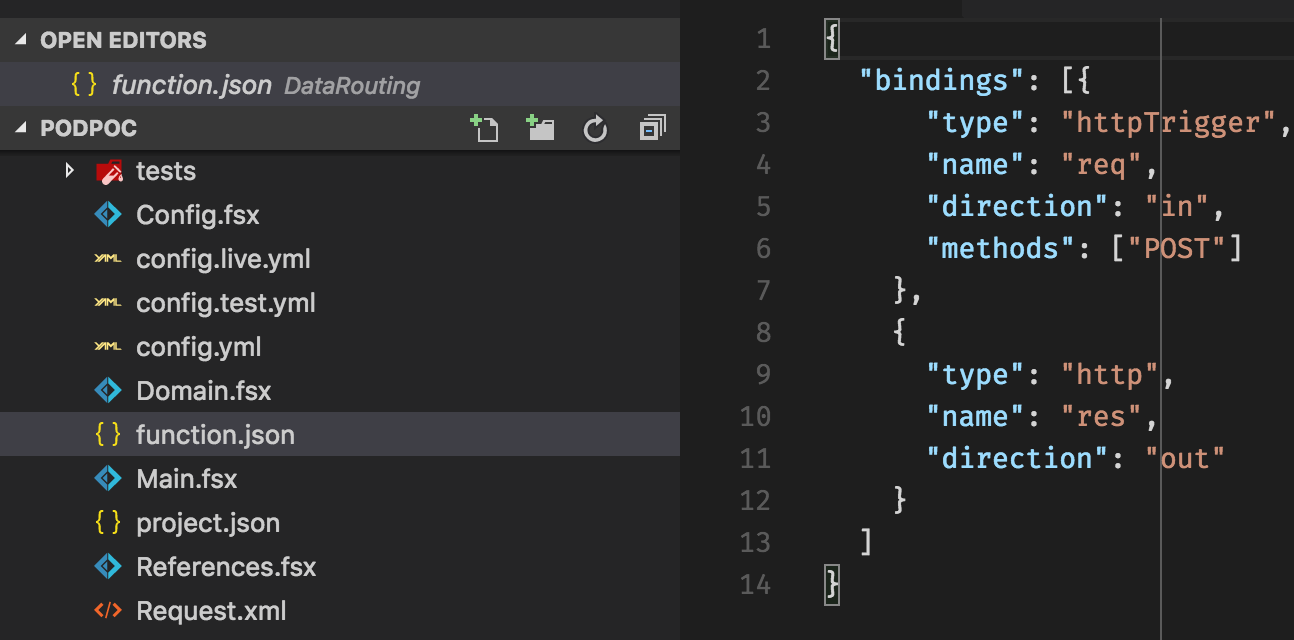 OPEN EDITORS
{ } function.json DataRouting
PODPOC
tests
Config.fsx
YAML config.live.yml
YAML config.test.yml
YAML config.yml
Domain.fsx
{ } function.json
Main.fsx
{ } project.json
References.fsx
</> Request.xml
1 {
2 "bindings": [{
3 "type": "httpTrigger",
4 "name": "req",
5 "direction": "in",
6 "methods": ["POST"]
7 },
8 {
9 "type": "http",
10 "name": "res",
11 "direction": "out"
12 }
13 ]
14 }